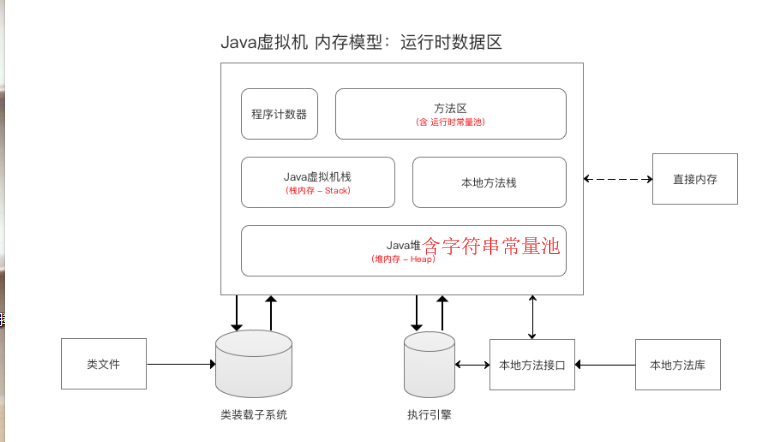 Java虚拟机 内存模型：运行时数据区
程序计数器
方法区
（含 运行时常量池）
Java虚拟机栈
（栈内存 – Stack）
本地方法栈
直接内存
Java堆含字符串常量池
（堆内存 – Heap）
类文件
本地方法接口
本地方法库
类装载子系统
执行引擎